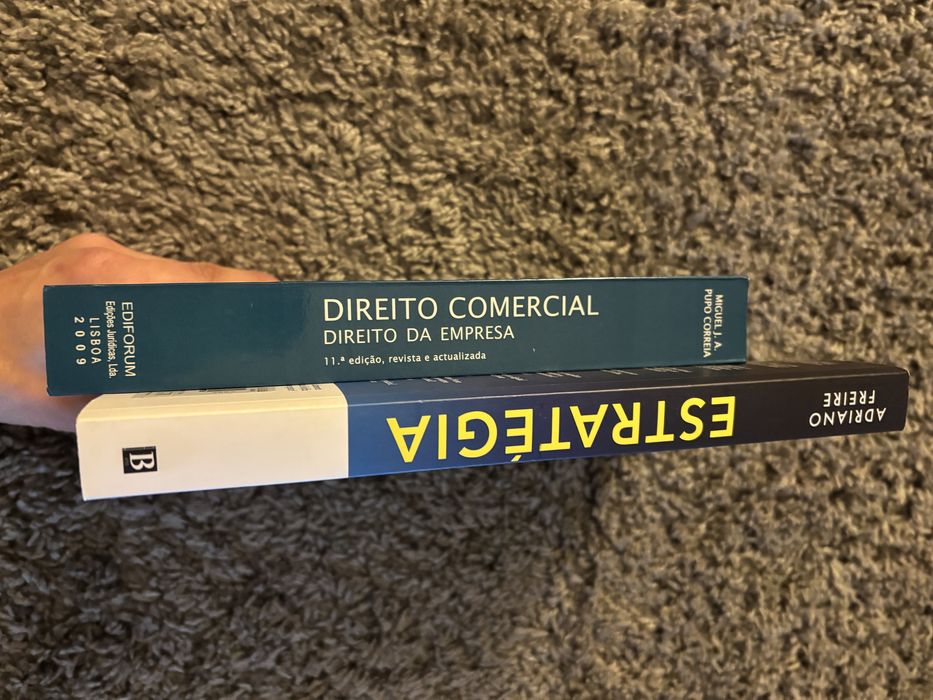 EDIFORUM
Edições Jurídicas, Lda.
LISBOA
2009
DIREITO COMERCIAL
DIREITO DA EMPRESA
11.ª edição, revista e actualizada
MIGUEL J. A.
PUPO CORREIA
ADRIANO
FREIRE
ESTRATÉGIA
B